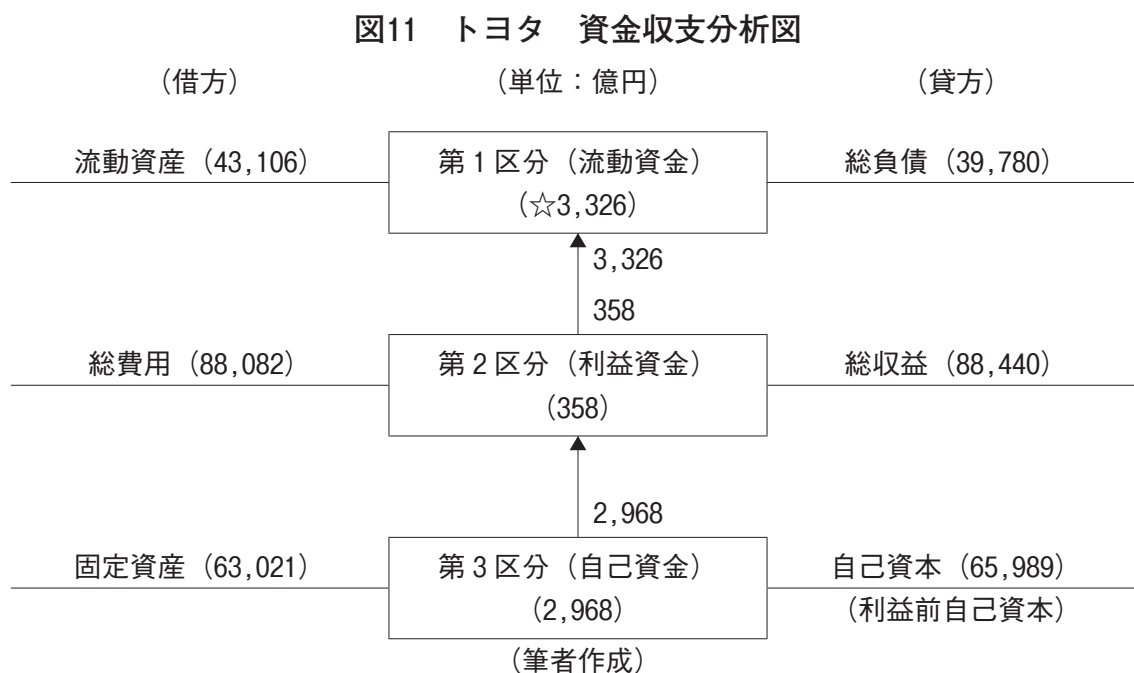 図11　トヨタ　資金収支分析図
（借方）　（単位：億円）　（貸方）
流動資産（43,106）　第１区分（流動資金）　総負債（39,780）
（☆3,326）
3,326
358
総費用（88,082）　第２区分（利益資金）　総収益（88,440）
（358）
2,968
固定資産（63,021）　第３区分（自己資金）　自己資本（65,989）
（2,968）　（利益前自己資本）
（筆者作成）